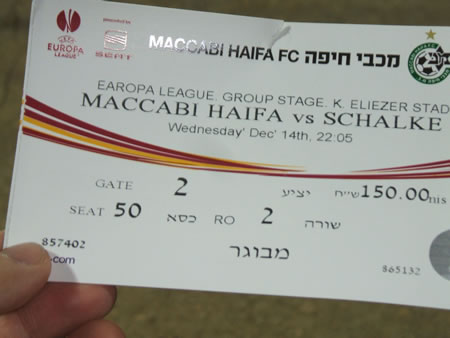 UEFA
EUROPA
LEAGUE
SEAT
MACCABI HAIFA FC מכבי חיפה
EAROPA LEAGUE. GROUP STAGE. K. ELIEZER STAD
MACCABI HAIFA vs SCHALKE
Wednesday' Dec' 14th, 22:05
GATE 2 יציע 150.00 ש״ח nis
SEAT 50 כסא RO 2 שורה
מבוגר
857402
-com
865132